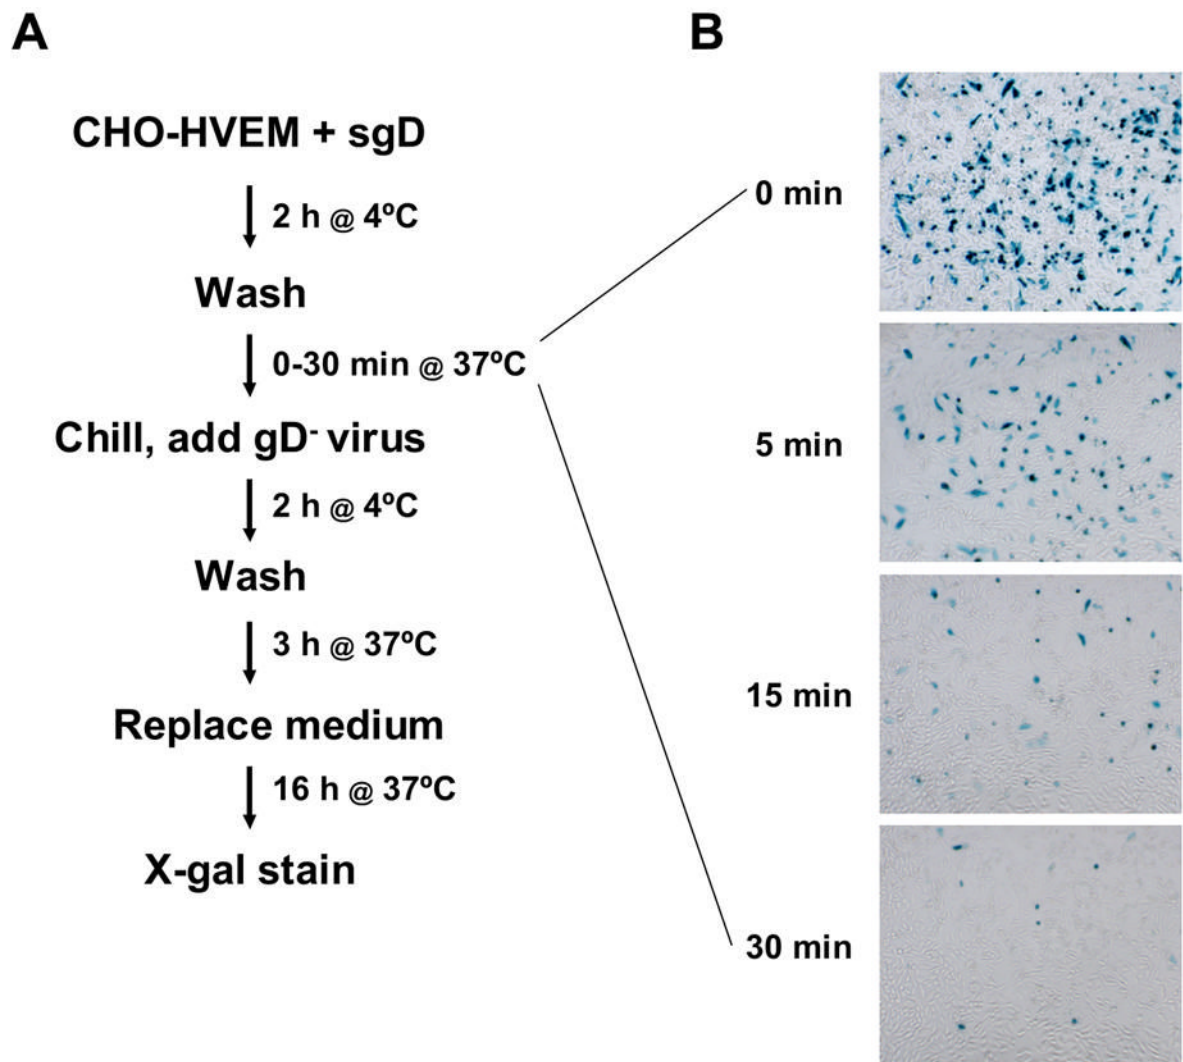 A
CHO-HVEM + sgD
2 h @ 4ºC
Wash
0-30 min @ 37ºC
Chill, add gD- virus
2 h @ 4ºC
Wash
3 h @ 37ºC
Replace medium
16 h @ 37ºC
X-gal stain
B
0 min
5 min
15 min
30 min